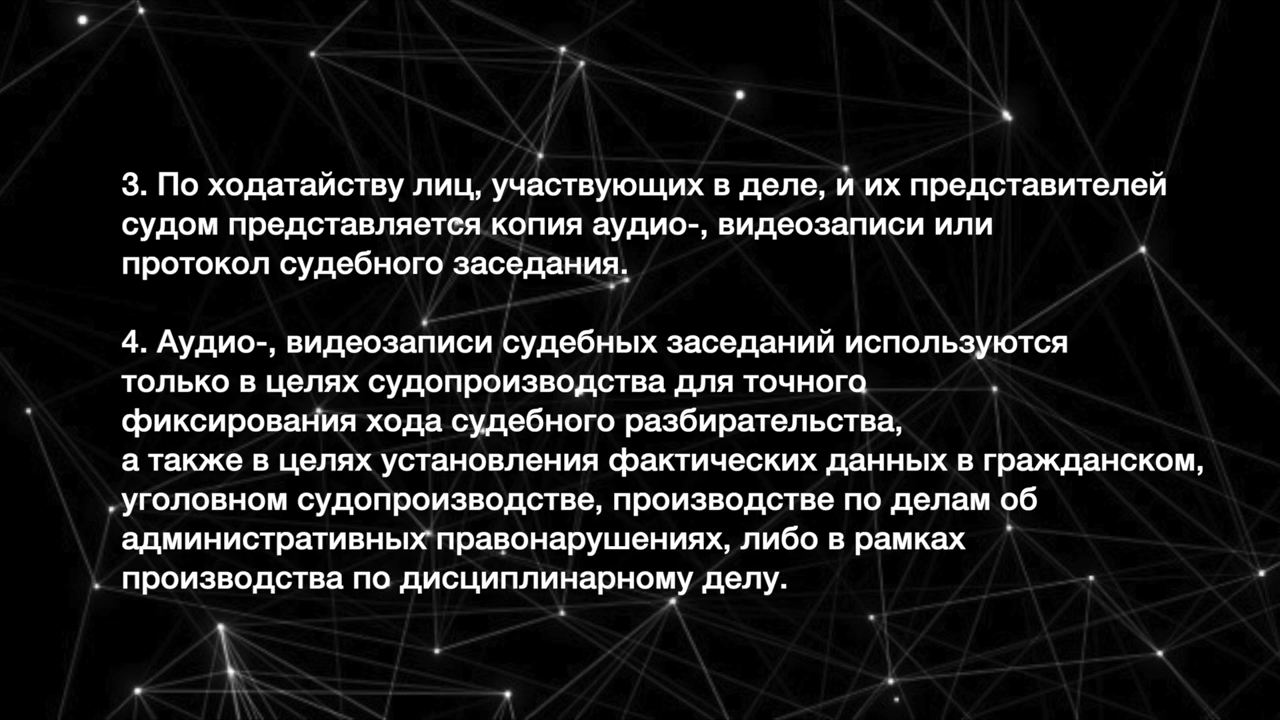 3. По ходатайству лиц, участвующих в деле, и их представителей
судом представляется копия аудио-, видеозаписи или
протокол судебного заседания.
4. Аудио-, видеозаписи судебных заседаний используются
только в целях судопроизводства для точного
фиксирования хода судебного разбирательства,
а также в целях установления фактических данных в гражданском,
уголовном судопроизводстве, производстве по делам об
административных правонарушениях, либо в рамках
производства по дисциплинарному делу.